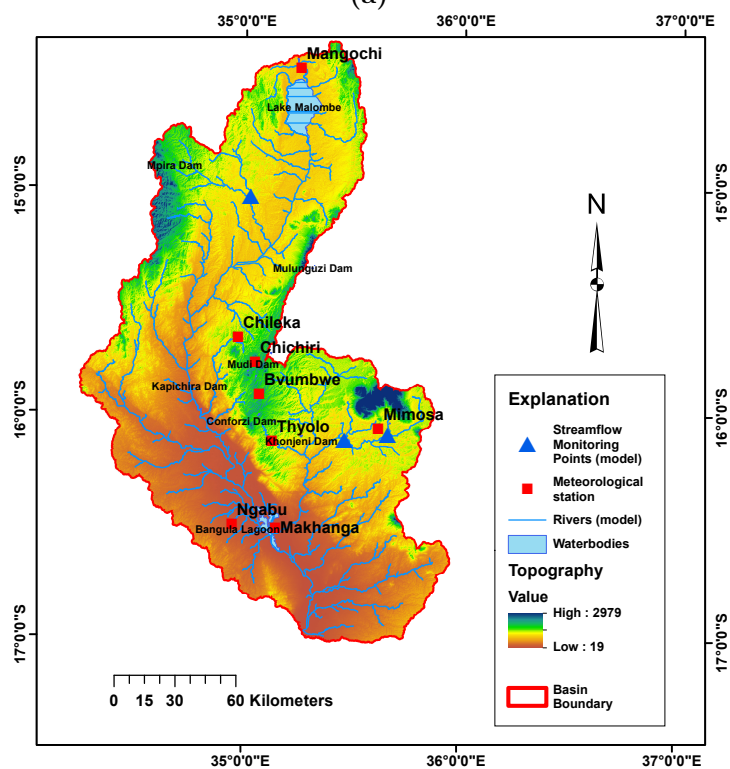 (a)
35°0'0"E
36°0'0"E
37°0'0"E
Mangochi
Lake Malombe
Mpira Dam
15°0'0"S
15°0'0"S
N
Mulunguzi Dam
Chileka
Chichiri
Mudi Dam
Bvumbwe
Kapichira Dam
16°0'0"S
16°0'0"S
Mimosa
Conforzi Dam
Thyolo
Khonjeni Dam
Ngabu
Bangula Lagoon
Makhanga
17°0'0"S
17°0'0"S
Explanation
Streamflow
Monitoring
Points (model)
Meteorological
station
Rivers (model)
Waterbodies
Topography
Value
High : 2979
Low : 19
Basin
Boundary
0 15 30 60 Kilometers
35°0'0"E
36°0'0"E
37°0'0"E